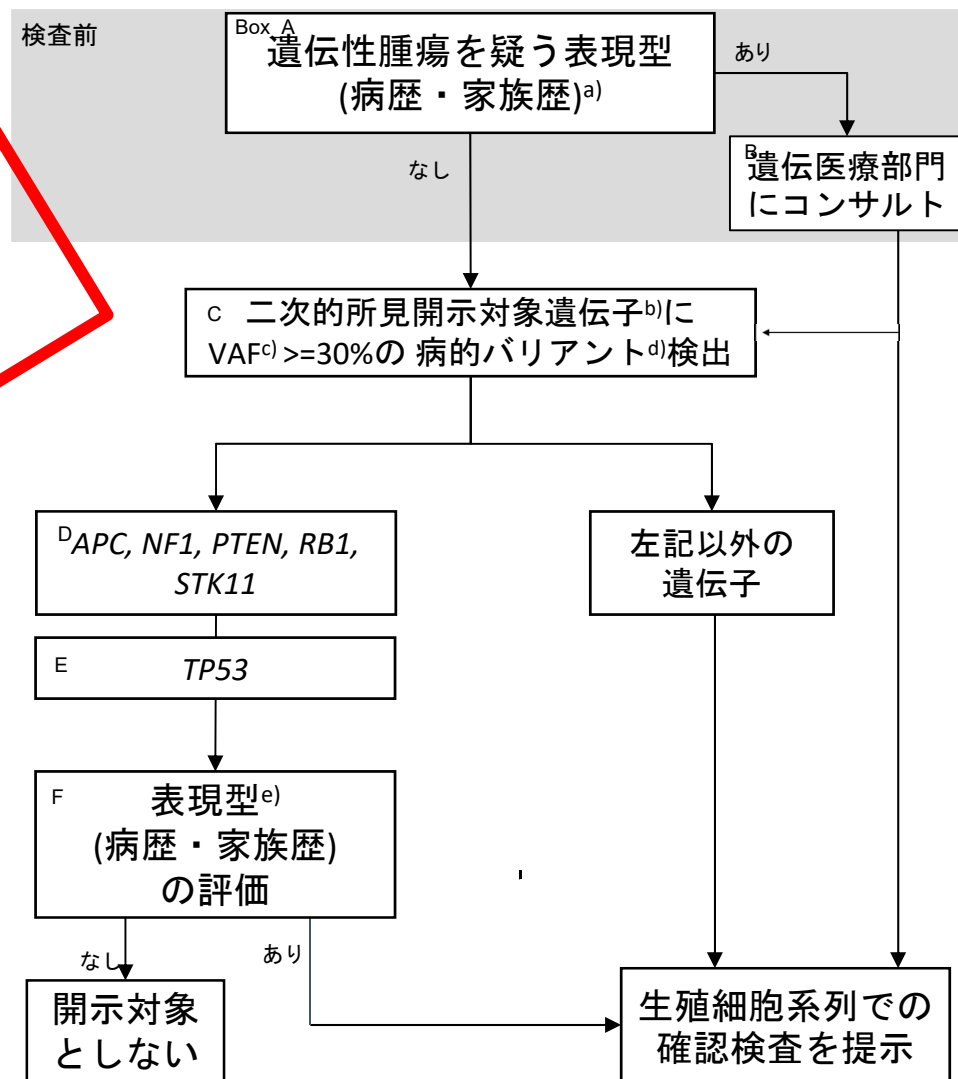 検査前
Box A
遺伝性腫瘍を疑う表現型
(病歴・家族歴)a)
あり
なし
B
遺伝医療部門
にコンサルト
C 二次的所見開示対象遺伝子b)に
VAFc) >=30%の 病的バリアントd)検出
D APC, NF1, PTEN, RB1,
STK11
左記以外の
遺伝子
E TP53
F 表現型e)
(病歴・家族歴)
の評価
なし
あり
開示対象
としない
生殖細胞系列での
確認検査を提示